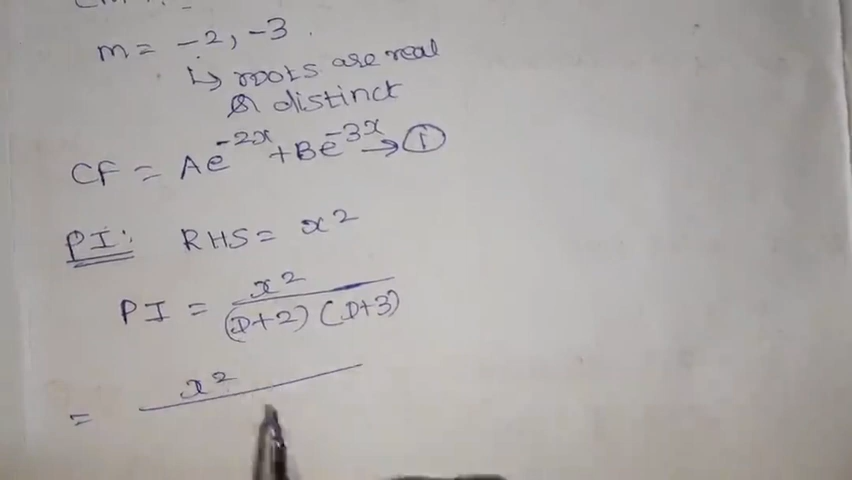 m = -2, -3.
↳ roots are real
& distinct
CF = Ae^{-2x} + Be^{-3x} → ①
PI: RHS = x²
PI = x² / (D+2) (D+3)
= x²